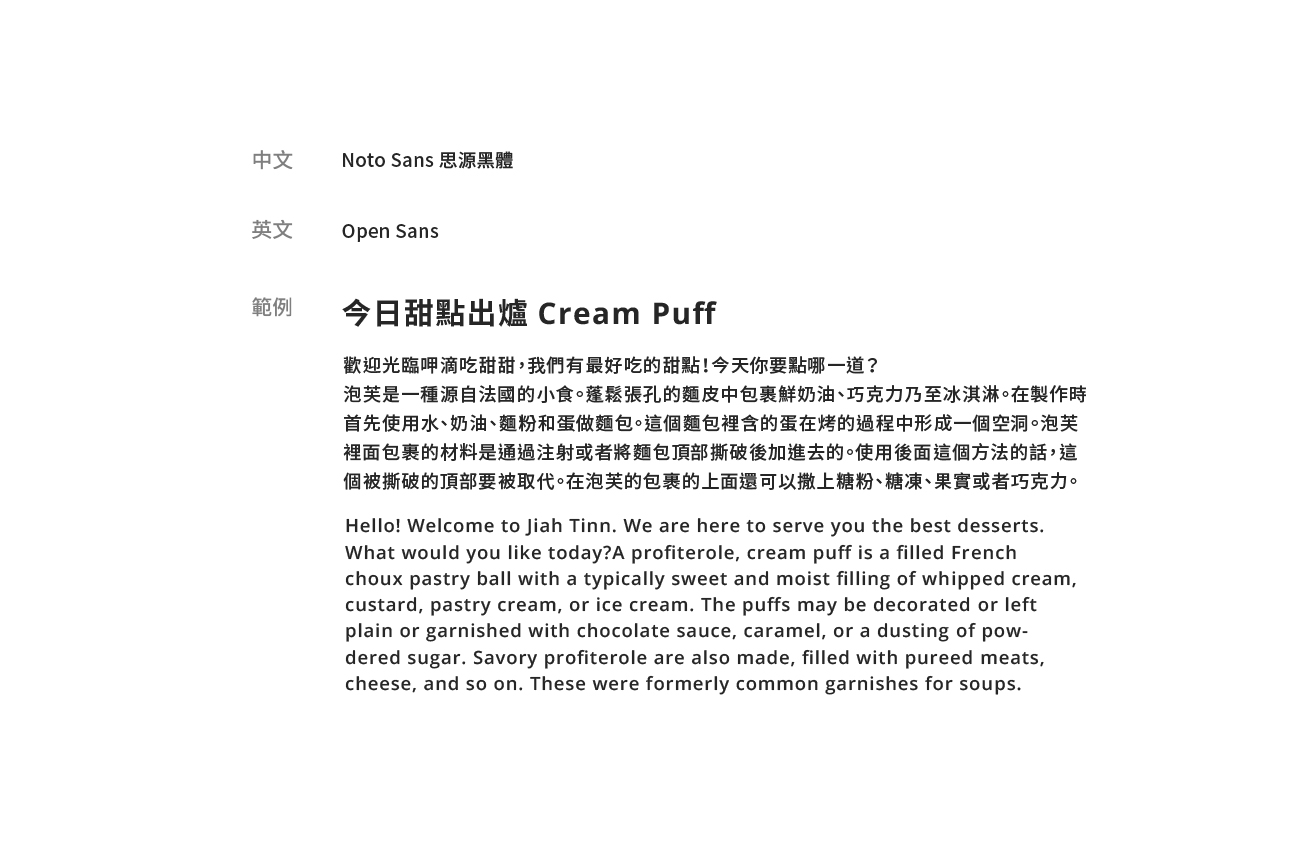 中文 Noto Sans 思源黑體
英文 Open Sans
範例 今日甜點出爐 Cream Puff
歡迎光臨呷滴吃甜甜，我們有最好吃的甜點！今天你要點哪一道？
泡芙是一種源自法國的小食。蓬鬆張孔的麵皮中包裹鮮奶油、巧克力乃至冰淇淋。在製作時
首先使用水、奶油、麵粉和蛋做麵包。這個麵包裡含的蛋在烤的過程中形成一個空洞。泡芙
裡面包裹的材料是通過注射或者將麵包頂部撕破後加進去的。使用後面這個方法的話，這
個被撕破的頂部要被取代。在泡芙的包裹的上面還可以撒上糖粉、糖凍、果實或者巧克力。
Hello! Welcome to Jiah Tinn. We are here to serve you the best desserts.
What would you like today?A profiterole, cream puff is a filled French
choux pastry ball with a typically sweet and moist filling of whipped cream,
custard, pastry cream, or ice cream. The puffs may be decorated or left
plain or garnished with chocolate sauce, caramel, or a dusting of pow-
dered sugar. Savory profiterole are also made, filled with pureed meats,
cheese, and so on. These were formerly common garnishes for soups.